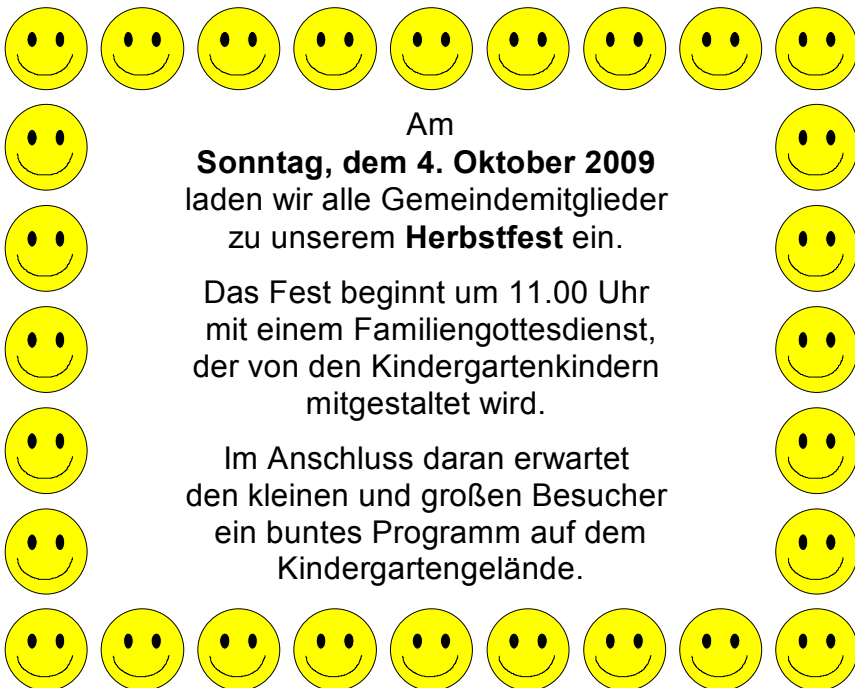 Am
Sonntag, dem 4. Oktober 2009
laden wir alle Gemeindemitglieder
zu unserem Herbstfest ein.
Das Fest beginnt um 11.00 Uhr
mit einem Familiengottesdienst,
der von den Kindergartenkindern
mitgestaltet wird.
Im Anschluss daran erwartet
den kleinen und großen Besucher
ein buntes Programm auf dem
Kindergartengelände.